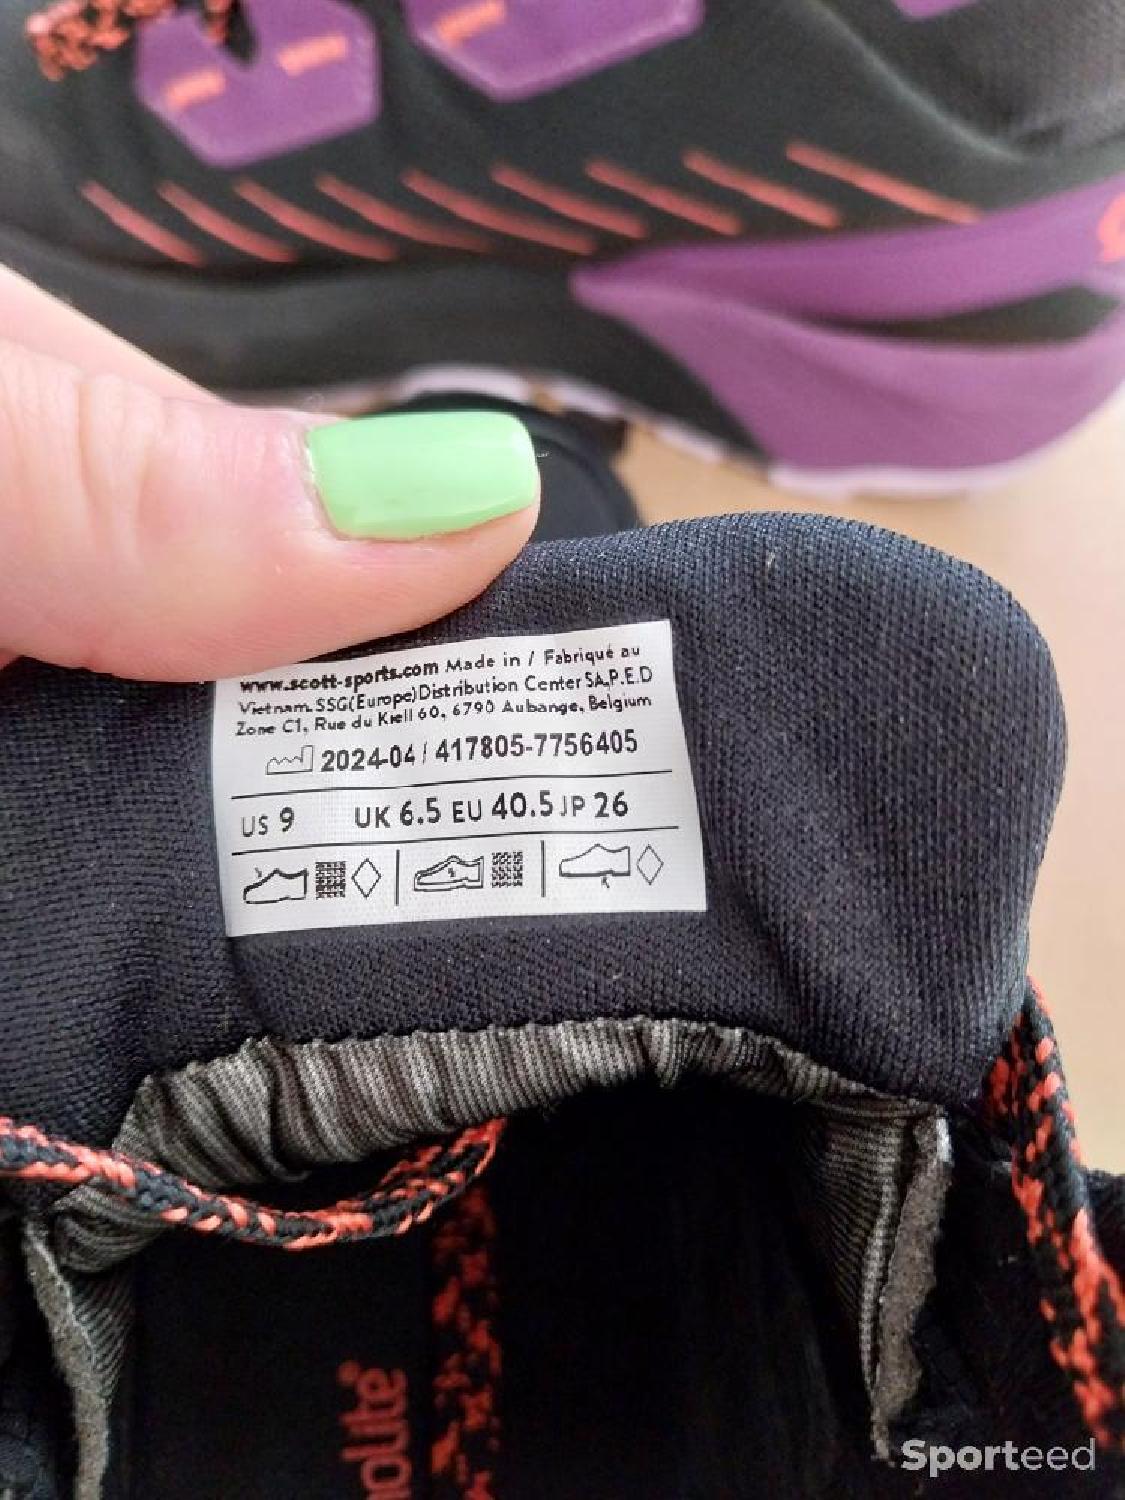 www.scott-sports.com Made in / Fabriqué au
Vietnam. SSG(Europe)Distribution Center SA,P.E.D
Zone C1, Rue du Kiell 60, 6790 Aubange, Belgium
2024-04 / 417805-7756405
US 9 UK 6.5 EU 40.5 JP 26
Sporteed